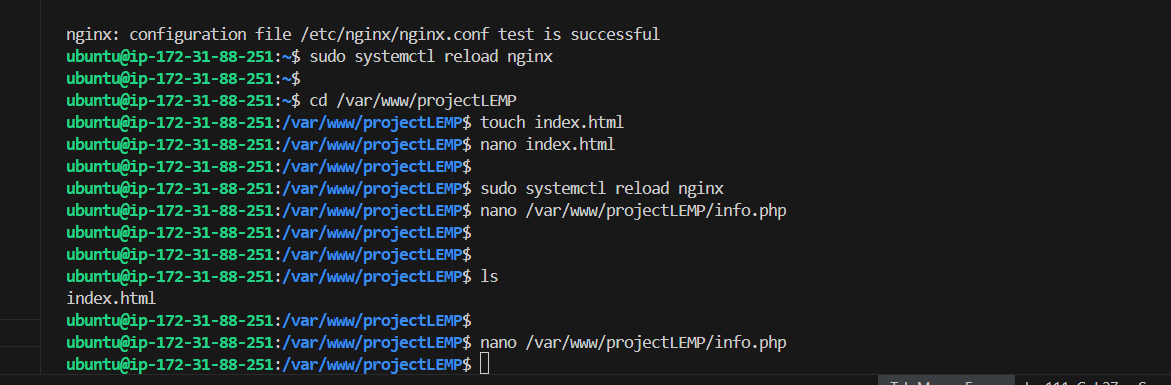 nginx: configuration file /etc/nginx/nginx.conf test is successful
ubuntu@ip-172-31-88-251:~$ sudo systemctl reload nginx
ubuntu@ip-172-31-88-251:~$
ubuntu@ip-172-31-88-251:~$ cd /var/www/projectLEMP
ubuntu@ip-172-31-88-251:/var/www/projectLEMP$ touch index.html
ubuntu@ip-172-31-88-251:/var/www/projectLEMP$ nano index.html
ubuntu@ip-172-31-88-251:/var/www/projectLEMP$
ubuntu@ip-172-31-88-251:/var/www/projectLEMP$ sudo systemctl reload nginx
ubuntu@ip-172-31-88-251:/var/www/projectLEMP$ nano /var/www/projectLEMP/info.php
ubuntu@ip-172-31-88-251:/var/www/projectLEMP$
ubuntu@ip-172-31-88-251:/var/www/projectLEMP$
ubuntu@ip-172-31-88-251:/var/www/projectLEMP$ ls
index.html
ubuntu@ip-172-31-88-251:/var/www/projectLEMP$
ubuntu@ip-172-31-88-251:/var/www/projectLEMP$ nano /var/www/projectLEMP/info.php
ubuntu@ip-172-31-88-251:/var/www/projectLEMP$